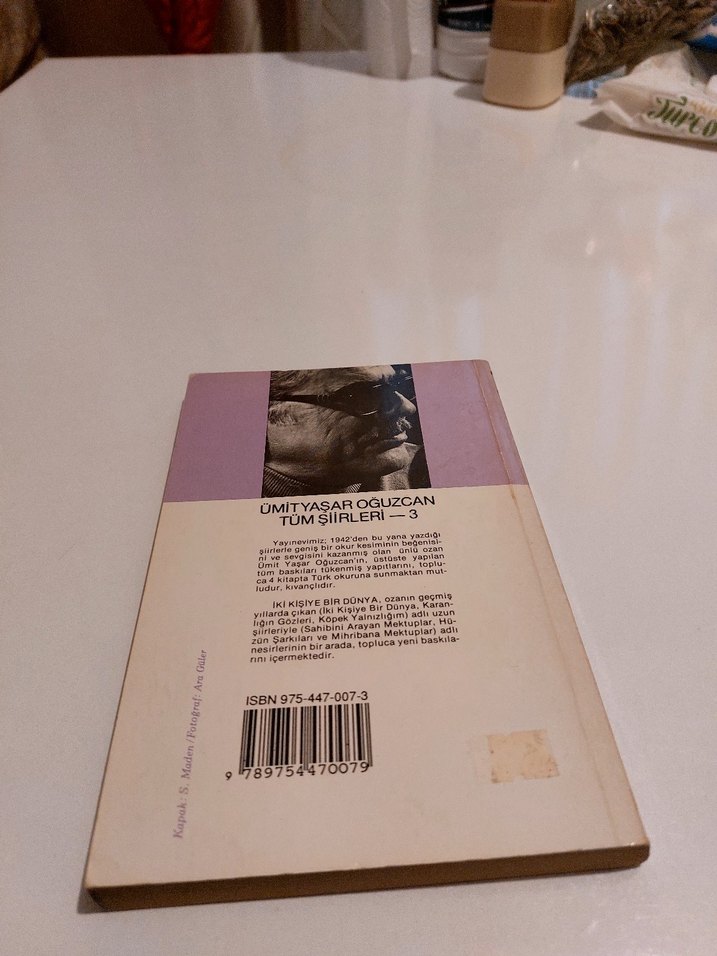 ÜMİT YAŞAR OĞUZCAN
TÜM ŞİİRLERİ — 3
Yayınevimiz; 1942'den bu yana yazdığı
şiirlerle geniş bir okur kesiminin beğenisi-
ni ve sevgisini kazanmış olan ünlü ozan
Ümit Yaşar Oğuzcan'ın, üstüste yapılan
tüm baskıları tükenmiş yapıtlarını, toplu-
ca 4 kitapta Türk okuruna sunmaktan mut-
ludur, kıvançlıdır.
İKİ KİŞİYE BİR DÜNYA, ozanın geçmiş
yıllarda çıkan (İki Kişiye Bir Dünya, Karan-
lığın Gözleri, Köpek Yalnızlığım) adlı uzun
şiirleriyle (Sahibini Arayan Mektuplar, Hü-
zün Şarkıları ve Mihribana Mektuplar) adlı
nesirlerinin bir arada, topluca yeni baskıla-
rını içermektedir.
Kapak: S. Maden / Fotoğraf: Ara Güler
ISBN 975-447-007-3
9 789754 470079